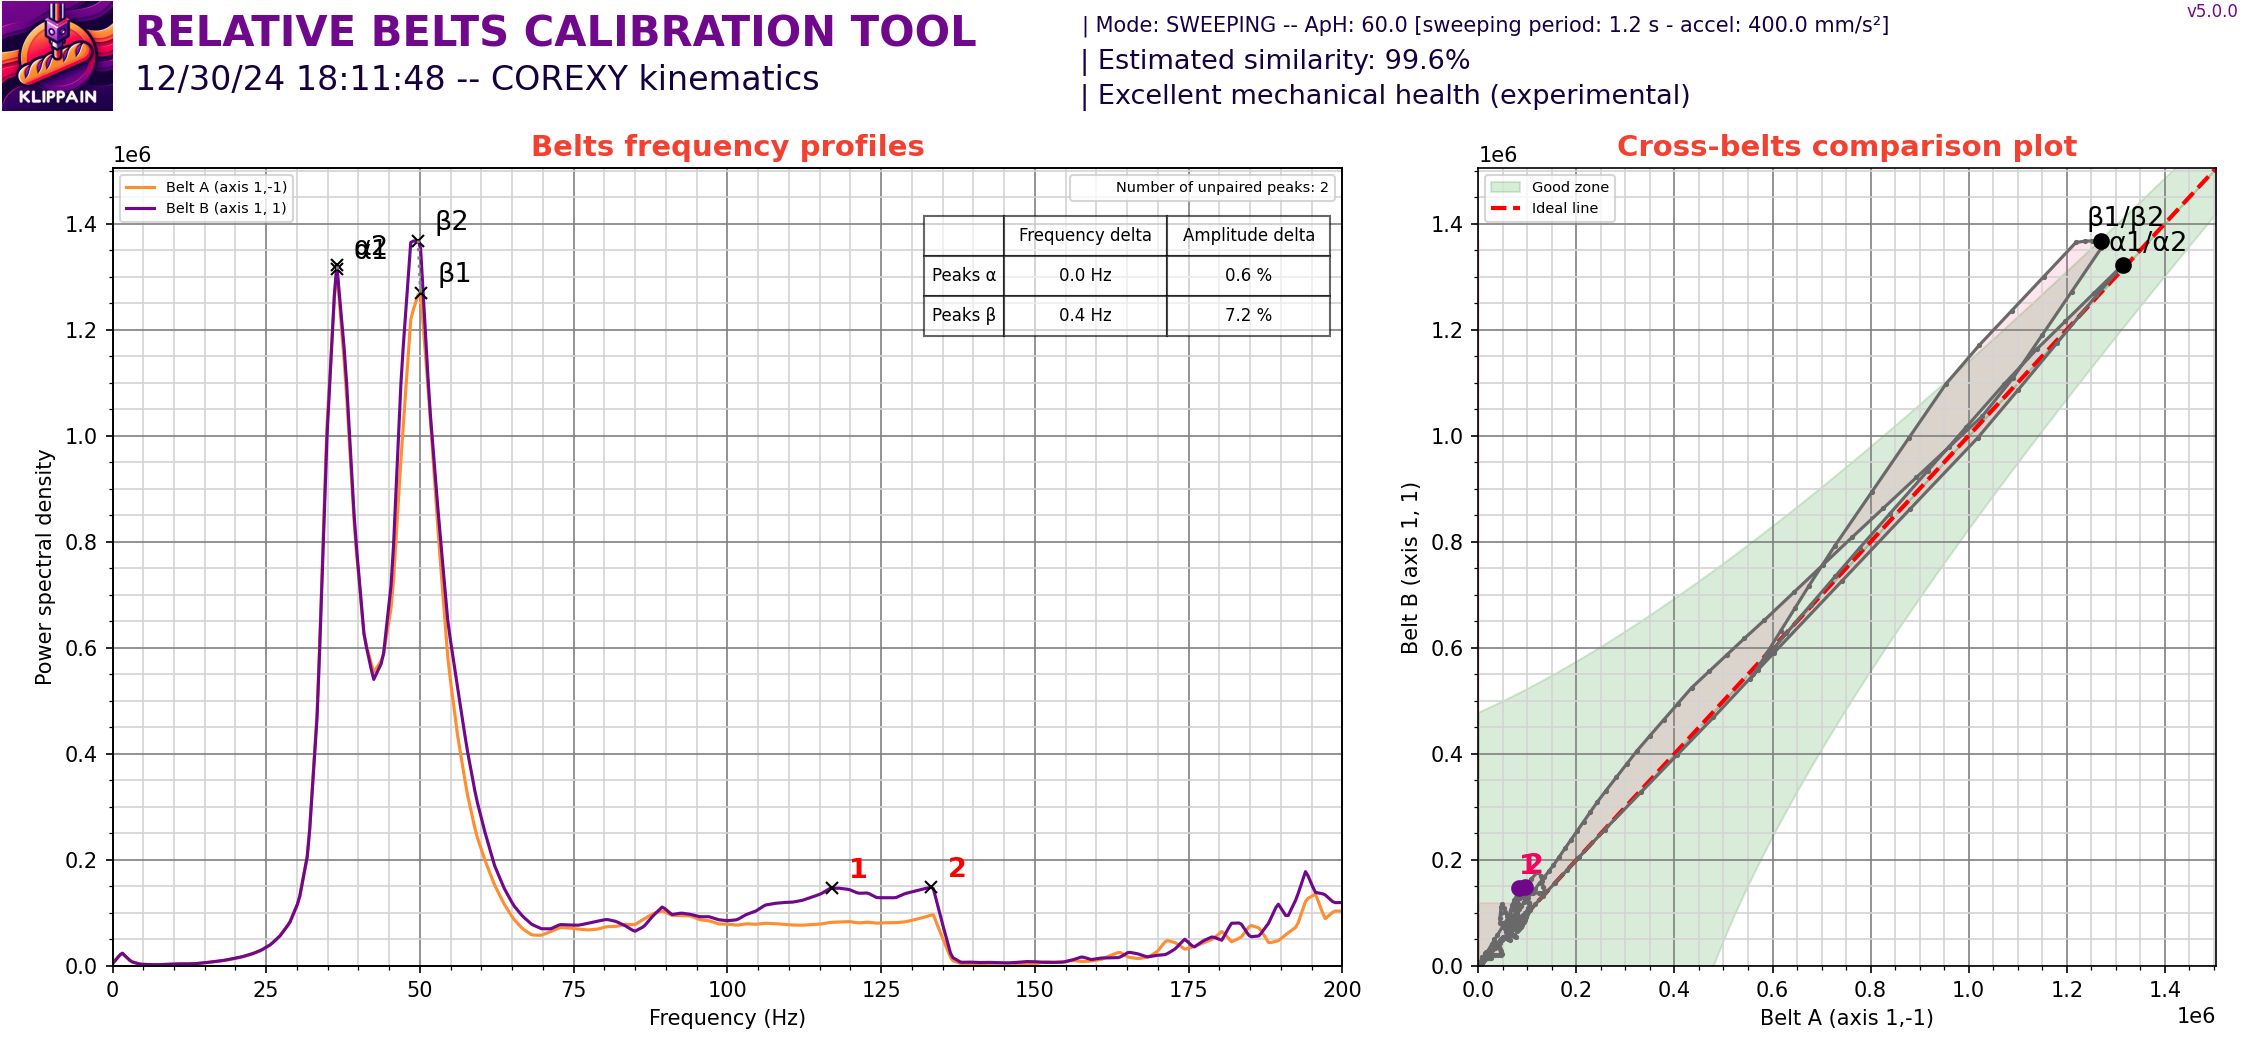 KLIPPAIN
RELATIVE BELTS CALIBRATION TOOL
12/30/24 18:11:48 -- COREXY kinematics
| Mode: SWEEPING -- ApH: 60.0 [sweeping period: 1.2 s - accel: 400.0 mm/s²]
| Estimated similarity: 99.6%
| Excellent mechanical health (experimental)
v5.0.0
Belts frequency profiles
1e6
Belt A (axis 1,-1)
Belt B (axis 1, 1)
Number of unpaired peaks: 2
Frequency delta Amplitude delta
Peaks α 0.0 Hz 0.6 %
Peaks β 0.4 Hz 7.2 %
α2
α1
β2
β1
1
2
Power spectral density
1.4
1.2
1.0
0.8
0.6
0.4
0.2
0.0
0 25 50 75 100 125 150 175 200
Frequency (Hz)
Cross-belts comparison plot
1e6
Good zone
Ideal line
β1/β2
α1/α2
1
2
Belt B (axis 1, 1)
1.4
1.2
1.0
0.8
0.6
0.4
0.2
0.0
0.0 0.2 0.4 0.6 0.8 1.0 1.2 1.4
Belt A (axis 1,-1)
1e6